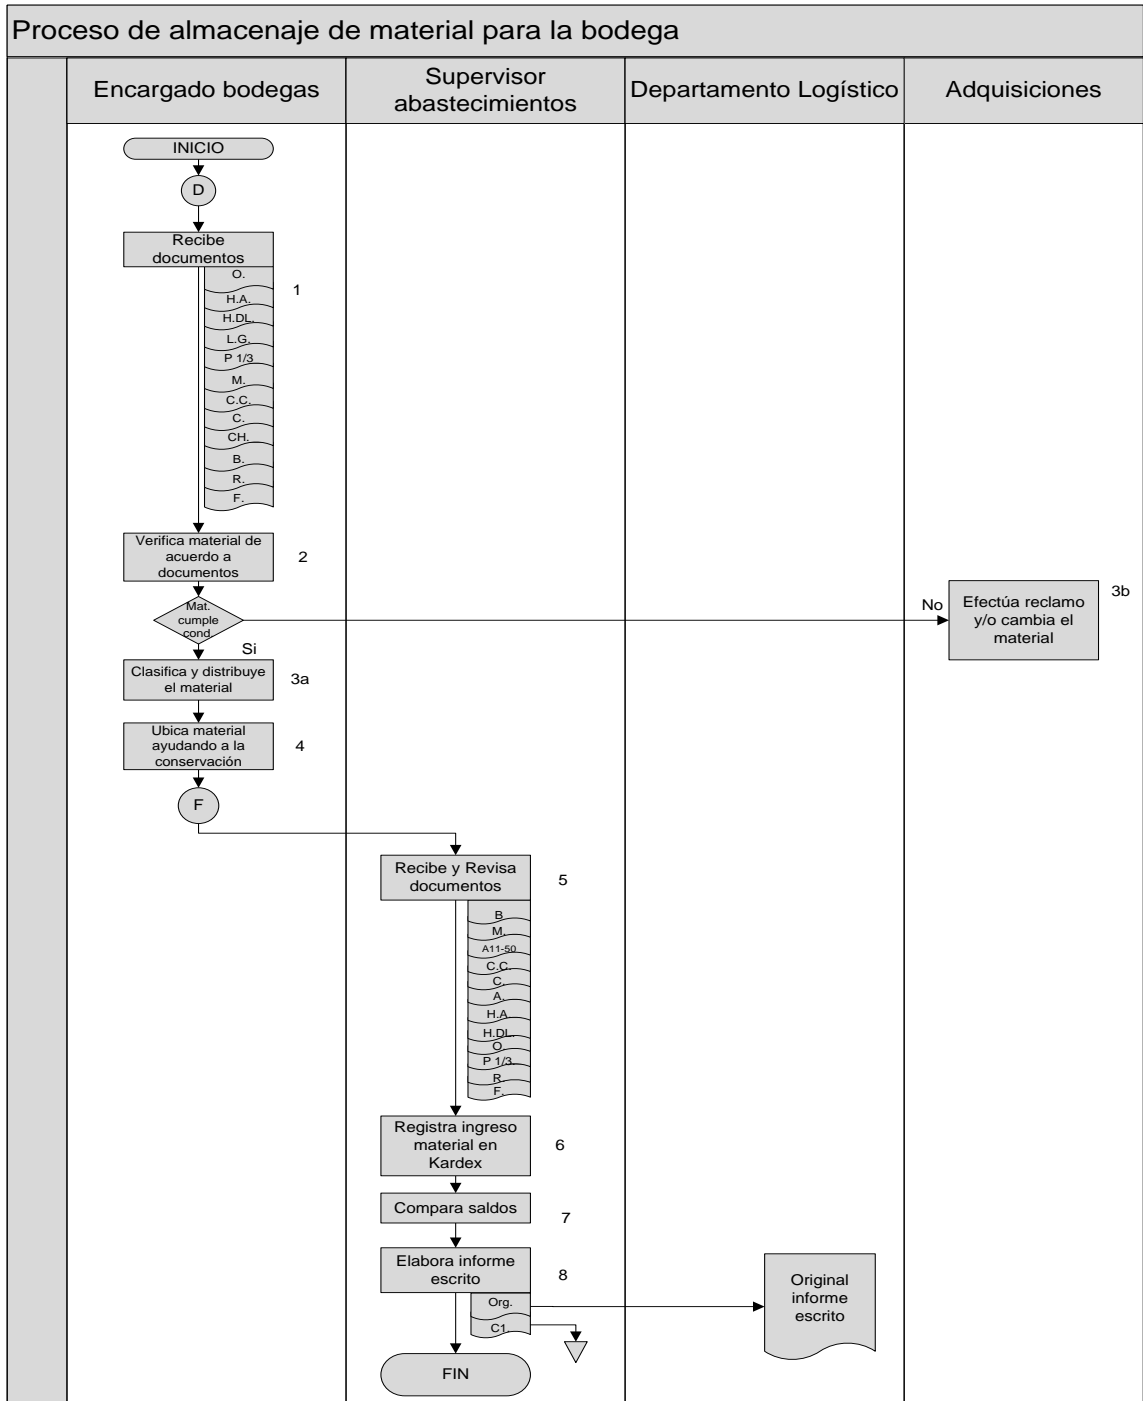 Proceso de almacenaje de material para la bodega
Encargado bodegas
Supervisor
abastecimientos
Departamento Logístico
Adquisiciones
INICIO
D
Recibe
documentos
O.
1
H.A.
H.DL.
L.G.
P 1/3
M.
C.C.
C.
CH.
B.
R.
F.
Verifica material de
acuerdo a
documentos
2
Mat.
cumple
cond.
No
Efectúa reclamo
y/o cambia el
material
3b
Si
Clasifica y distribuye
el material
3a
Ubica material
ayudando a la
conservación
4
F
Recibe y Revisa
documentos
5
B
M.
A11-50
C.C.
C.
A.
H.A
H.DL.
O.
P 1/3.
R.
F.
Registra ingreso
material en
Kardex
6
Compara saldos
7
Elabora informe
escrito
8
Org.
C1.
Original
informe
escrito
FIN